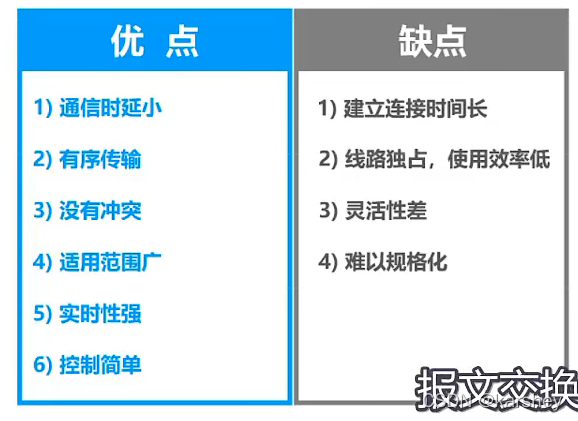 优 点
1) 通信时延小
2) 有序传输
3) 没有冲突
4) 适用范围广
5) 实时性强
6) 控制简单
缺点
1) 建立连接时间长
2) 线路独占，使用效率低
3) 灵活性差
4) 难以规格化
报文交换
CSDN @karshey